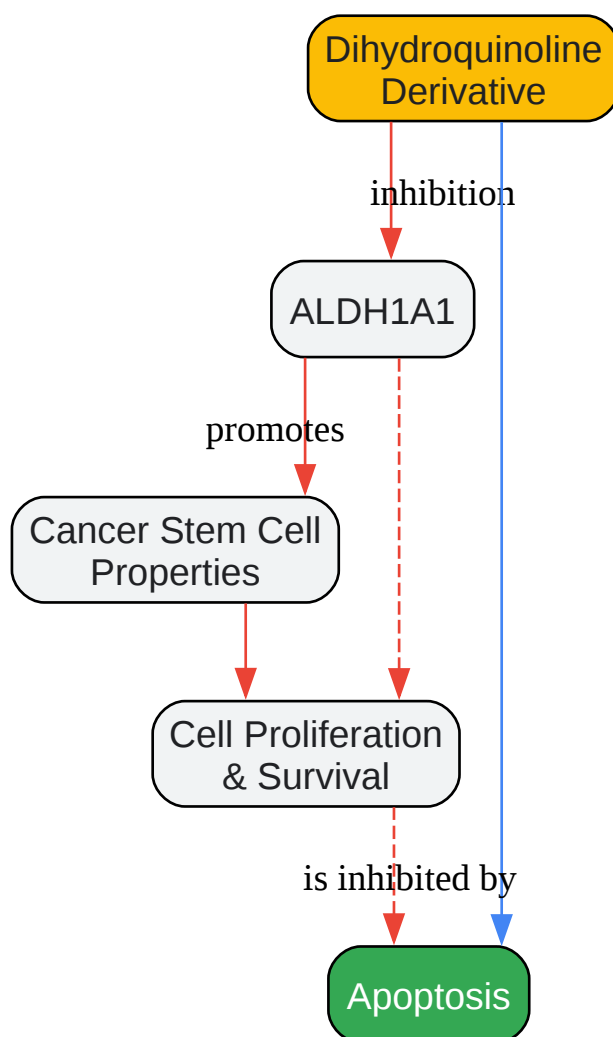 Dihydroquinoline
Derivative
inhibition
ALDH1A1
promotes
Cancer Stem Cell
Properties
Cell Proliferation
& Survival
is inhibited by
Apoptosis